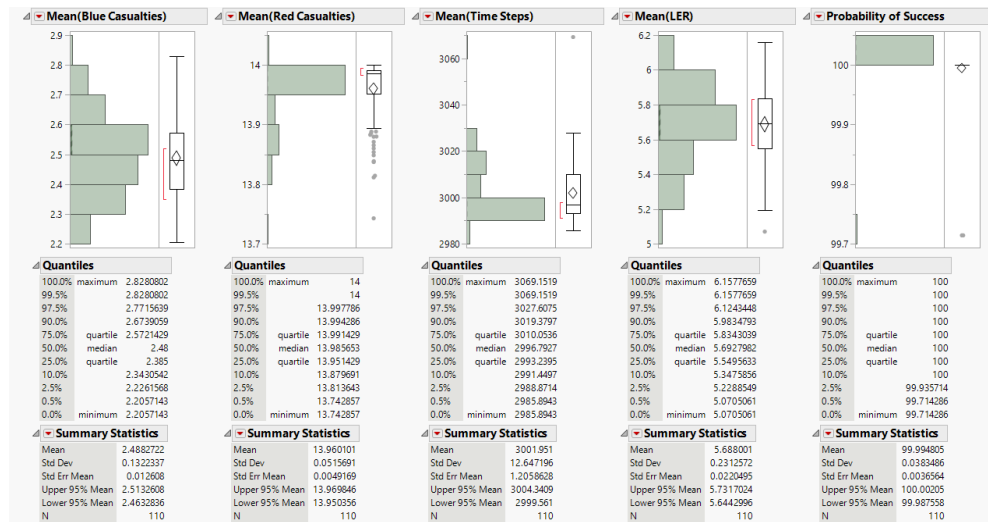 Mean(Blue Casualties)
2.9
2.8
2.7
2.6
2.5
2.4
2.3
2.2
Quantiles
100.0% maximum 2.8280802
99.5% 2.8280802
97.5% 2.7715639
90.0% 2.6739059
75.0% quartile 2.5721429
50.0% median 2.48
25.0% quartile 2.385
10.0% 2.3430542
2.5% 2.2261568
0.5% 2.2057143
0.0% minimum 2.2057143
Summary Statistics
Mean 2.4882722
Std Dev 0.1322337
Std Err Mean 0.012608
Upper 95% Mean 2.5132608
Lower 95% Mean 2.4632836
N 110
Mean(Red Casualties)
14
13.9
13.8
13.7
Quantiles
100.0% maximum 14
99.5% 14
97.5% 13.997786
90.0% 13.994286
75.0% quartile 13.991429
50.0% median 13.985653
25.0% quartile 13.951429
10.0% 13.879691
2.5% 13.813643
0.5% 13.742857
0.0% minimum 13.742857
Summary Statistics
Mean 13.960101
Std Dev 0.0515691
Std Err Mean 0.0049169
Upper 95% Mean 13.969846
Lower 95% Mean 13.950356
N 110
Mean(Time Steps)
3060
3040
3020
3000
2980
Quantiles
100.0% maximum 3069.1519
99.5% 3069.1519
97.5% 3027.6075
90.0% 3019.3797
75.0% quartile 3010.0536
50.0% median 2996.7927
25.0% quartile 2993.2395
10.0% 2991.4497
2.5% 2988.8714
0.5% 2985.8943
0.0% minimum 2985.8943
Summary Statistics
Mean 3001.951
Std Dev 12.647196
Std Err Mean 1.2058628
Upper 95% Mean 3004.3409
Lower 95% Mean 2999.561
N 110
Mean(LER)
6.2
6
5.8
5.6
5.4
5.2
5
Quantiles
100.0% maximum 6.1577659
99.5% 6.1577659
97.5% 6.1243448
90.0% 5.9834793
75.0% quartile 5.8343039
50.0% median 5.6927982
25.0% quartile 5.5495633
10.0% 5.3475856
2.5% 5.2288549
0.5% 5.0705061
0.0% minimum 5.0705061
Summary Statistics
Mean 5.688001
Std Dev 0.2312572
Std Err Mean 0.0220495
Upper 95% Mean 5.7317024
Lower 95% Mean 5.6442996
N 110
Probability of Success
100
99.9
99.8
99.7
Quantiles
100.0% maximum 100
99.5% 100
97.5% 100
90.0% 100
75.0% quartile 100
50.0% median 100
25.0% quartile 100
10.0% 100
2.5% 99.935714
0.5% 99.714286
0.0% minimum 99.714286
Summary Statistics
Mean 99.994805
Std Dev 0.0383486
Std Err Mean 0.0036564
Upper 95% Mean 100.00205
Lower 95% Mean 99.987558
N 110